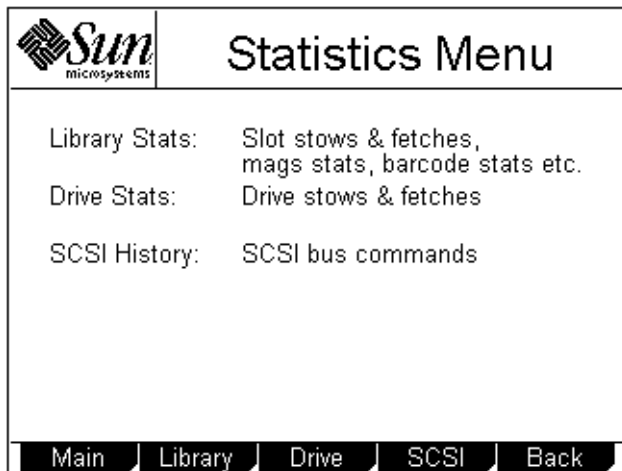 Sun
microsystems
Statistics Menu
Library Stats: Slot stows & fetches,
mags stats, barcode stats etc.
Drive Stats: Drive stows & fetches
SCSI History: SCSI bus commands
Main Library Drive SCSI Back